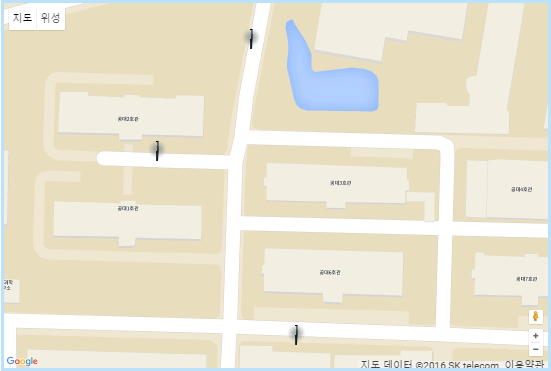 지도 위성
공대2호관
공대1호관
공대3호관
공대4호관
공대6호관
공대7호관
Google
지도 데이터 ©2016 SK telecom 이용약관